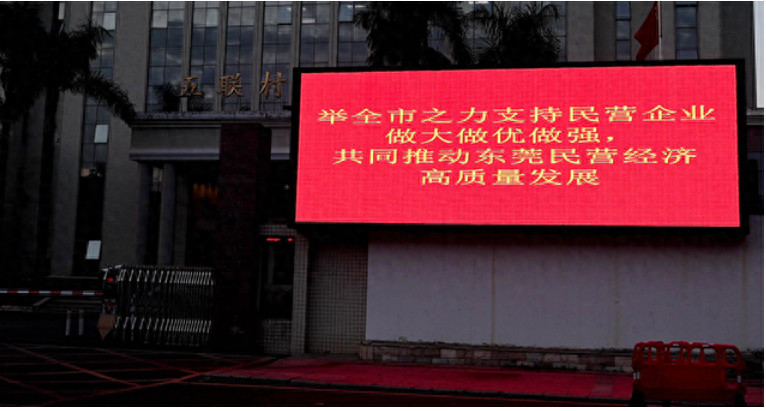 五联村
举全市之力支持民营企业
做大做优做强，
共同推动东莞民营经济
高质量发展